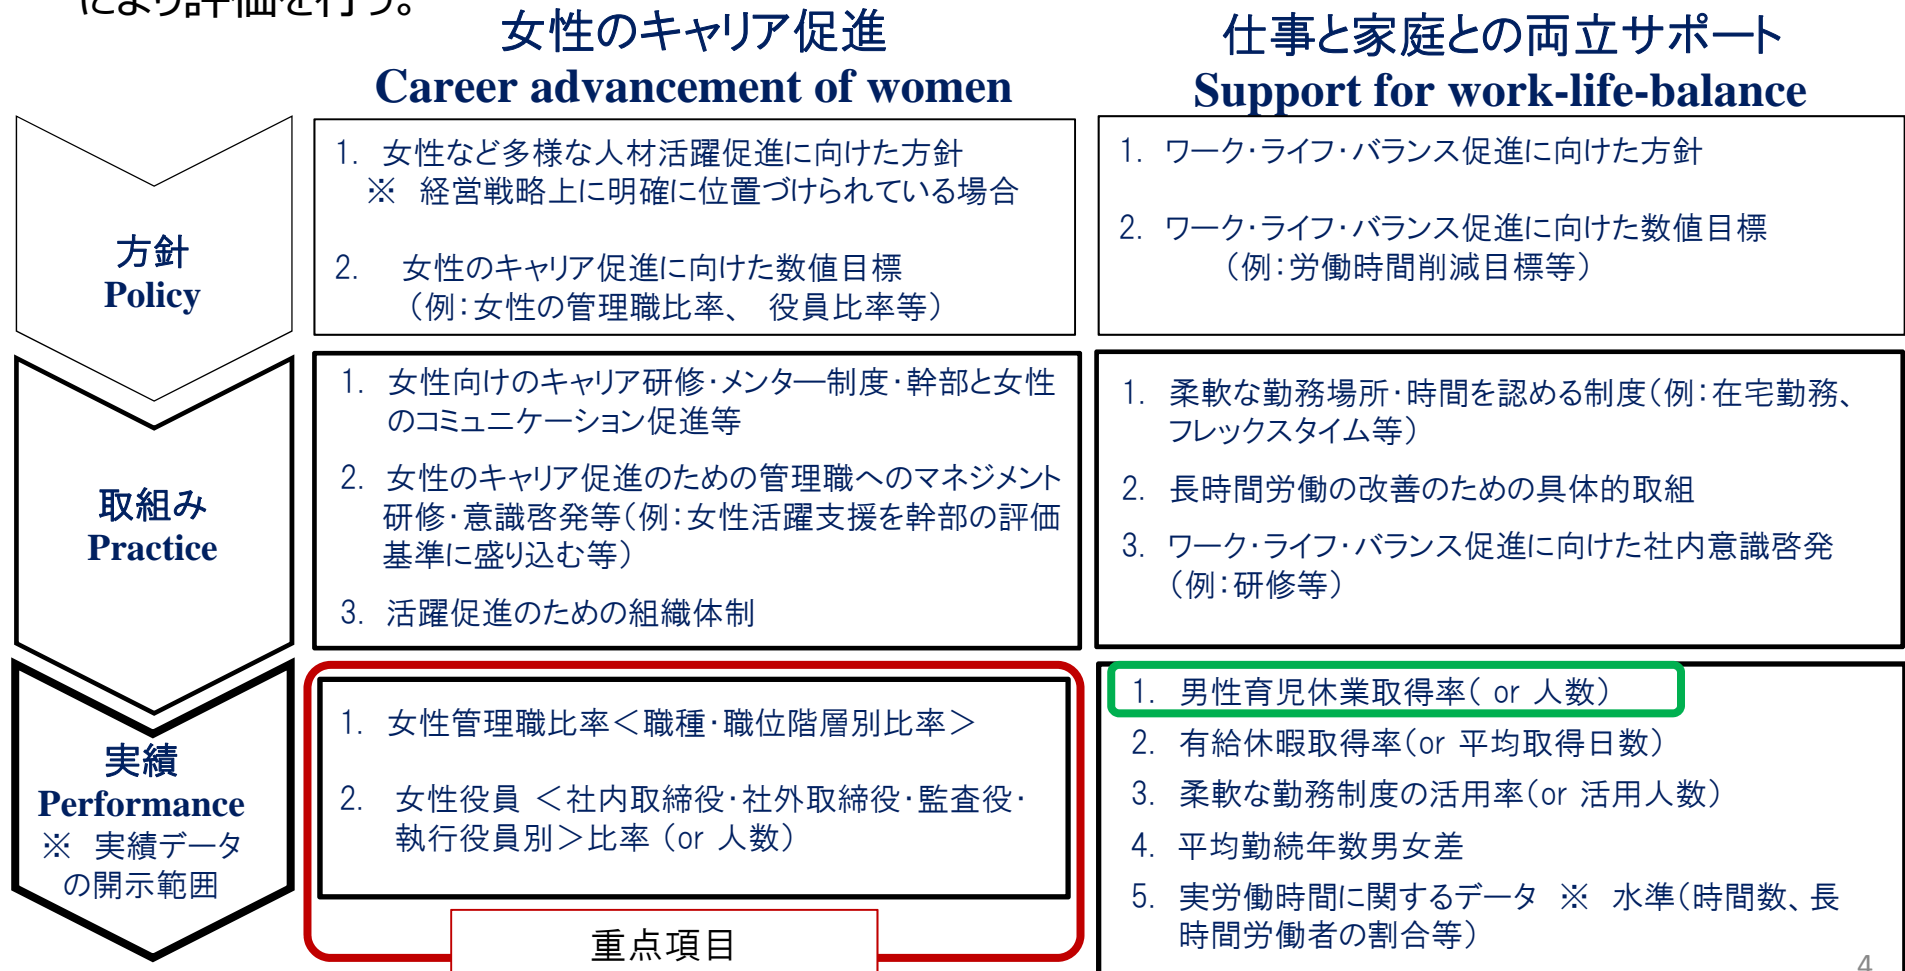 により評価を行う。
女性のキャリア促進
Career advancement of women
仕事と家庭との両立サポート
Support for work-life-balance
方針
Policy
1. 女性など多様な人材活躍促進に向けた方針
※ 経営戦略上に明確に位置づけられている場合
2. 女性のキャリア促進に向けた数値目標
(例:女性の管理職比率、 役員比率等)
1. ワーク・ライフ・バランス促進に向けた方針
2. ワーク・ライフ・バランス促進に向けた数値目標
(例:労働時間削減目標等)
取組み
Practice
1. 女性向けのキャリア研修・メンター制度・幹部と女性
のコミュニケーション促進等
2. 女性のキャリア促進のための管理職へのマネジメント
研修・意識啓発等(例:女性活躍支援を幹部の評価
基準に盛り込む等)
3. 活躍促進のための組織体制
1. 柔軟な勤務場所・時間を認める制度(例:在宅勤務、
フレックスタイム等)
2. 長時間労働の改善のための具体的取組
3. ワーク・ライフ・バランス促進に向けた社内意識啓発
(例:研修等)
実績
Performance
※ 実績データ
の開示範囲
1. 女性管理職比率<職種・職位階層別比率>
2. 女性役員 <社内取締役・社外取締役・監査役・
執行役員別>比率 (or 人数)
重点項目
1. 男性育児休業取得率( or 人数)
2. 有給休暇取得率(or 平均取得日数)
3. 柔軟な勤務制度の活用率(or 活用人数)
4. 平均勤続年数男女差
5. 実労働時間に関するデータ ※ 水準(時間数、長
時間労働者の割合等)
4